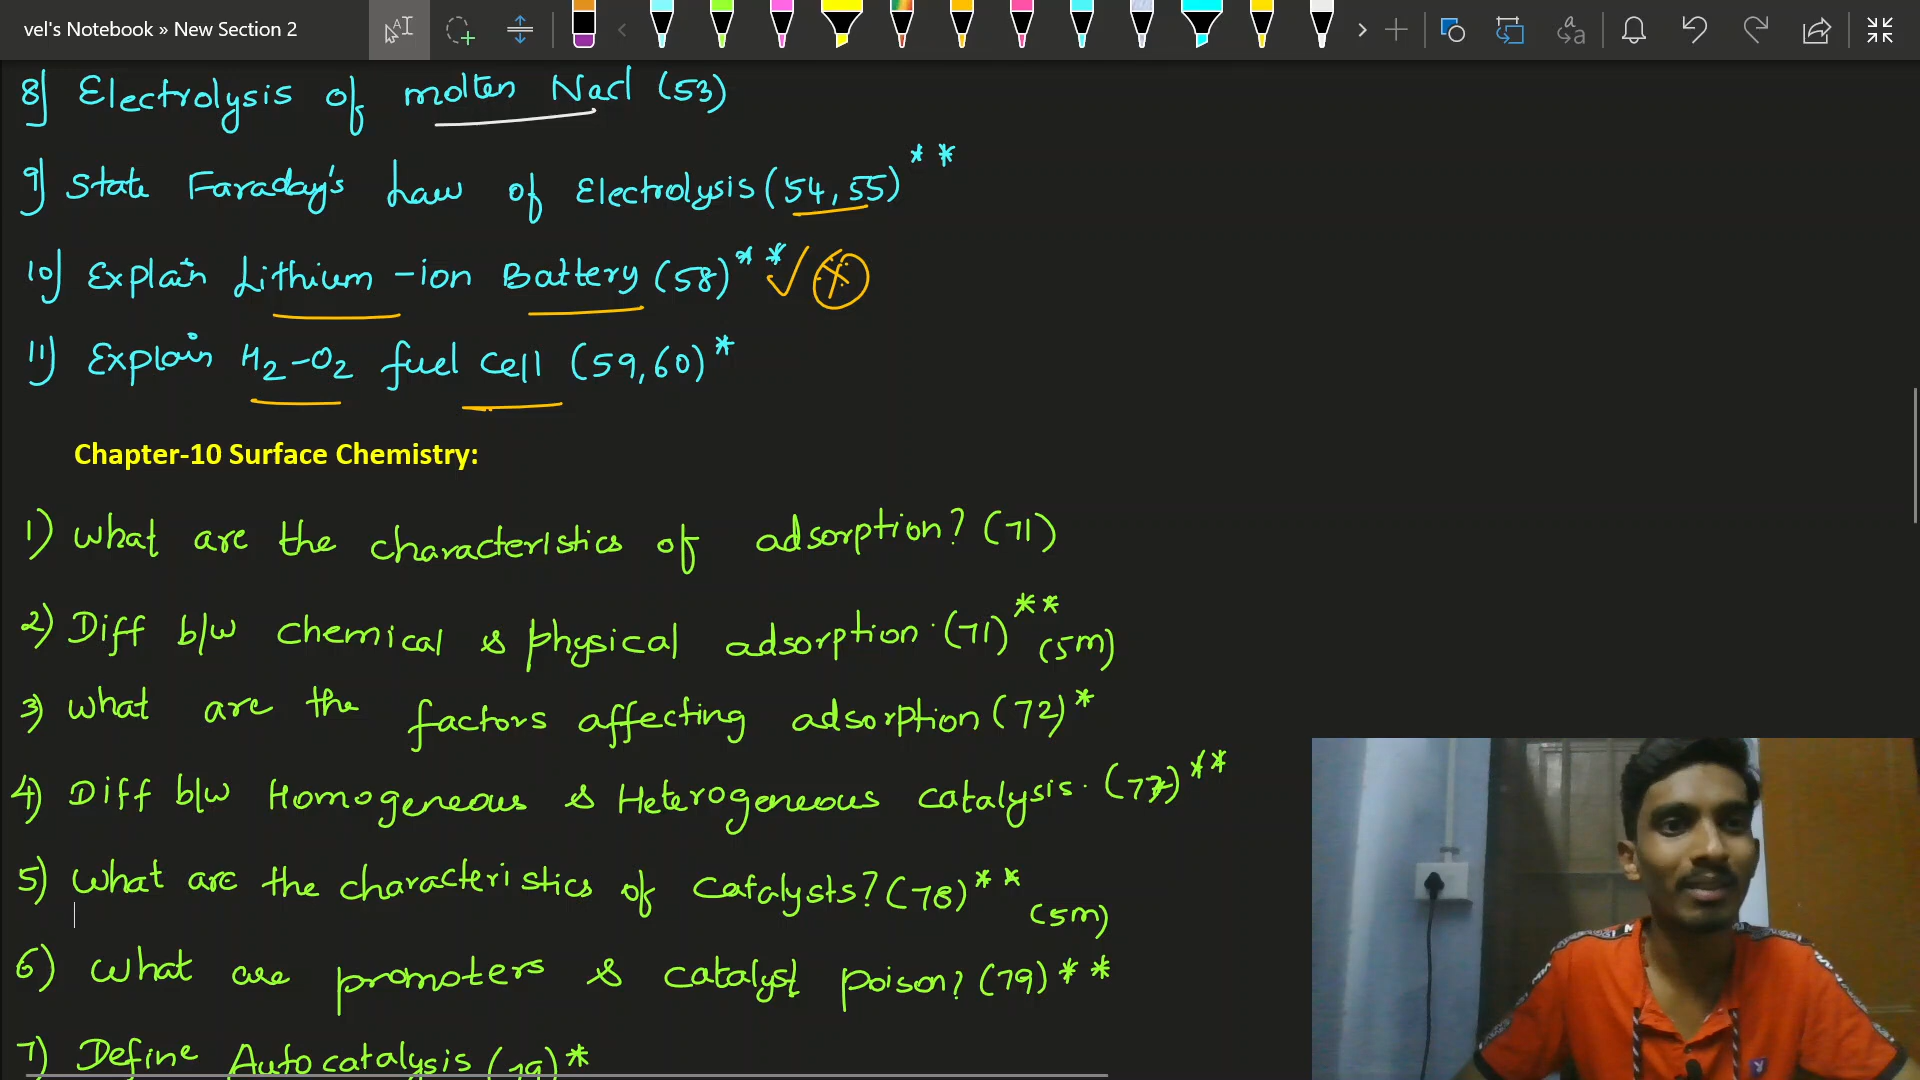 vel's Notebook » New Section 2
8) Electrolysis of molten Nacl (53)
9) State Faraday's Law of Electrolysis (54,55) **
10) Explain Lithium-ion Battery (58) ** ✓
11) Explain H2-O2 fuel cell (59,60) *
Chapter-10 Surface Chemistry:
1) What are the characteristics of adsorption? (71)
2) Diff b/w chemical & physical adsorption. (71) ** (5m)
3) What are the factors affecting adsorption (72) *
4) Diff b/w Homogeneous & Heterogeneous catalysis. (77) **
5) What are the characteristics of catalysts? (78) ** (5m)
6) What are promoters & catalyst poison? (79) **
7) Define Autocatalysis (79) *